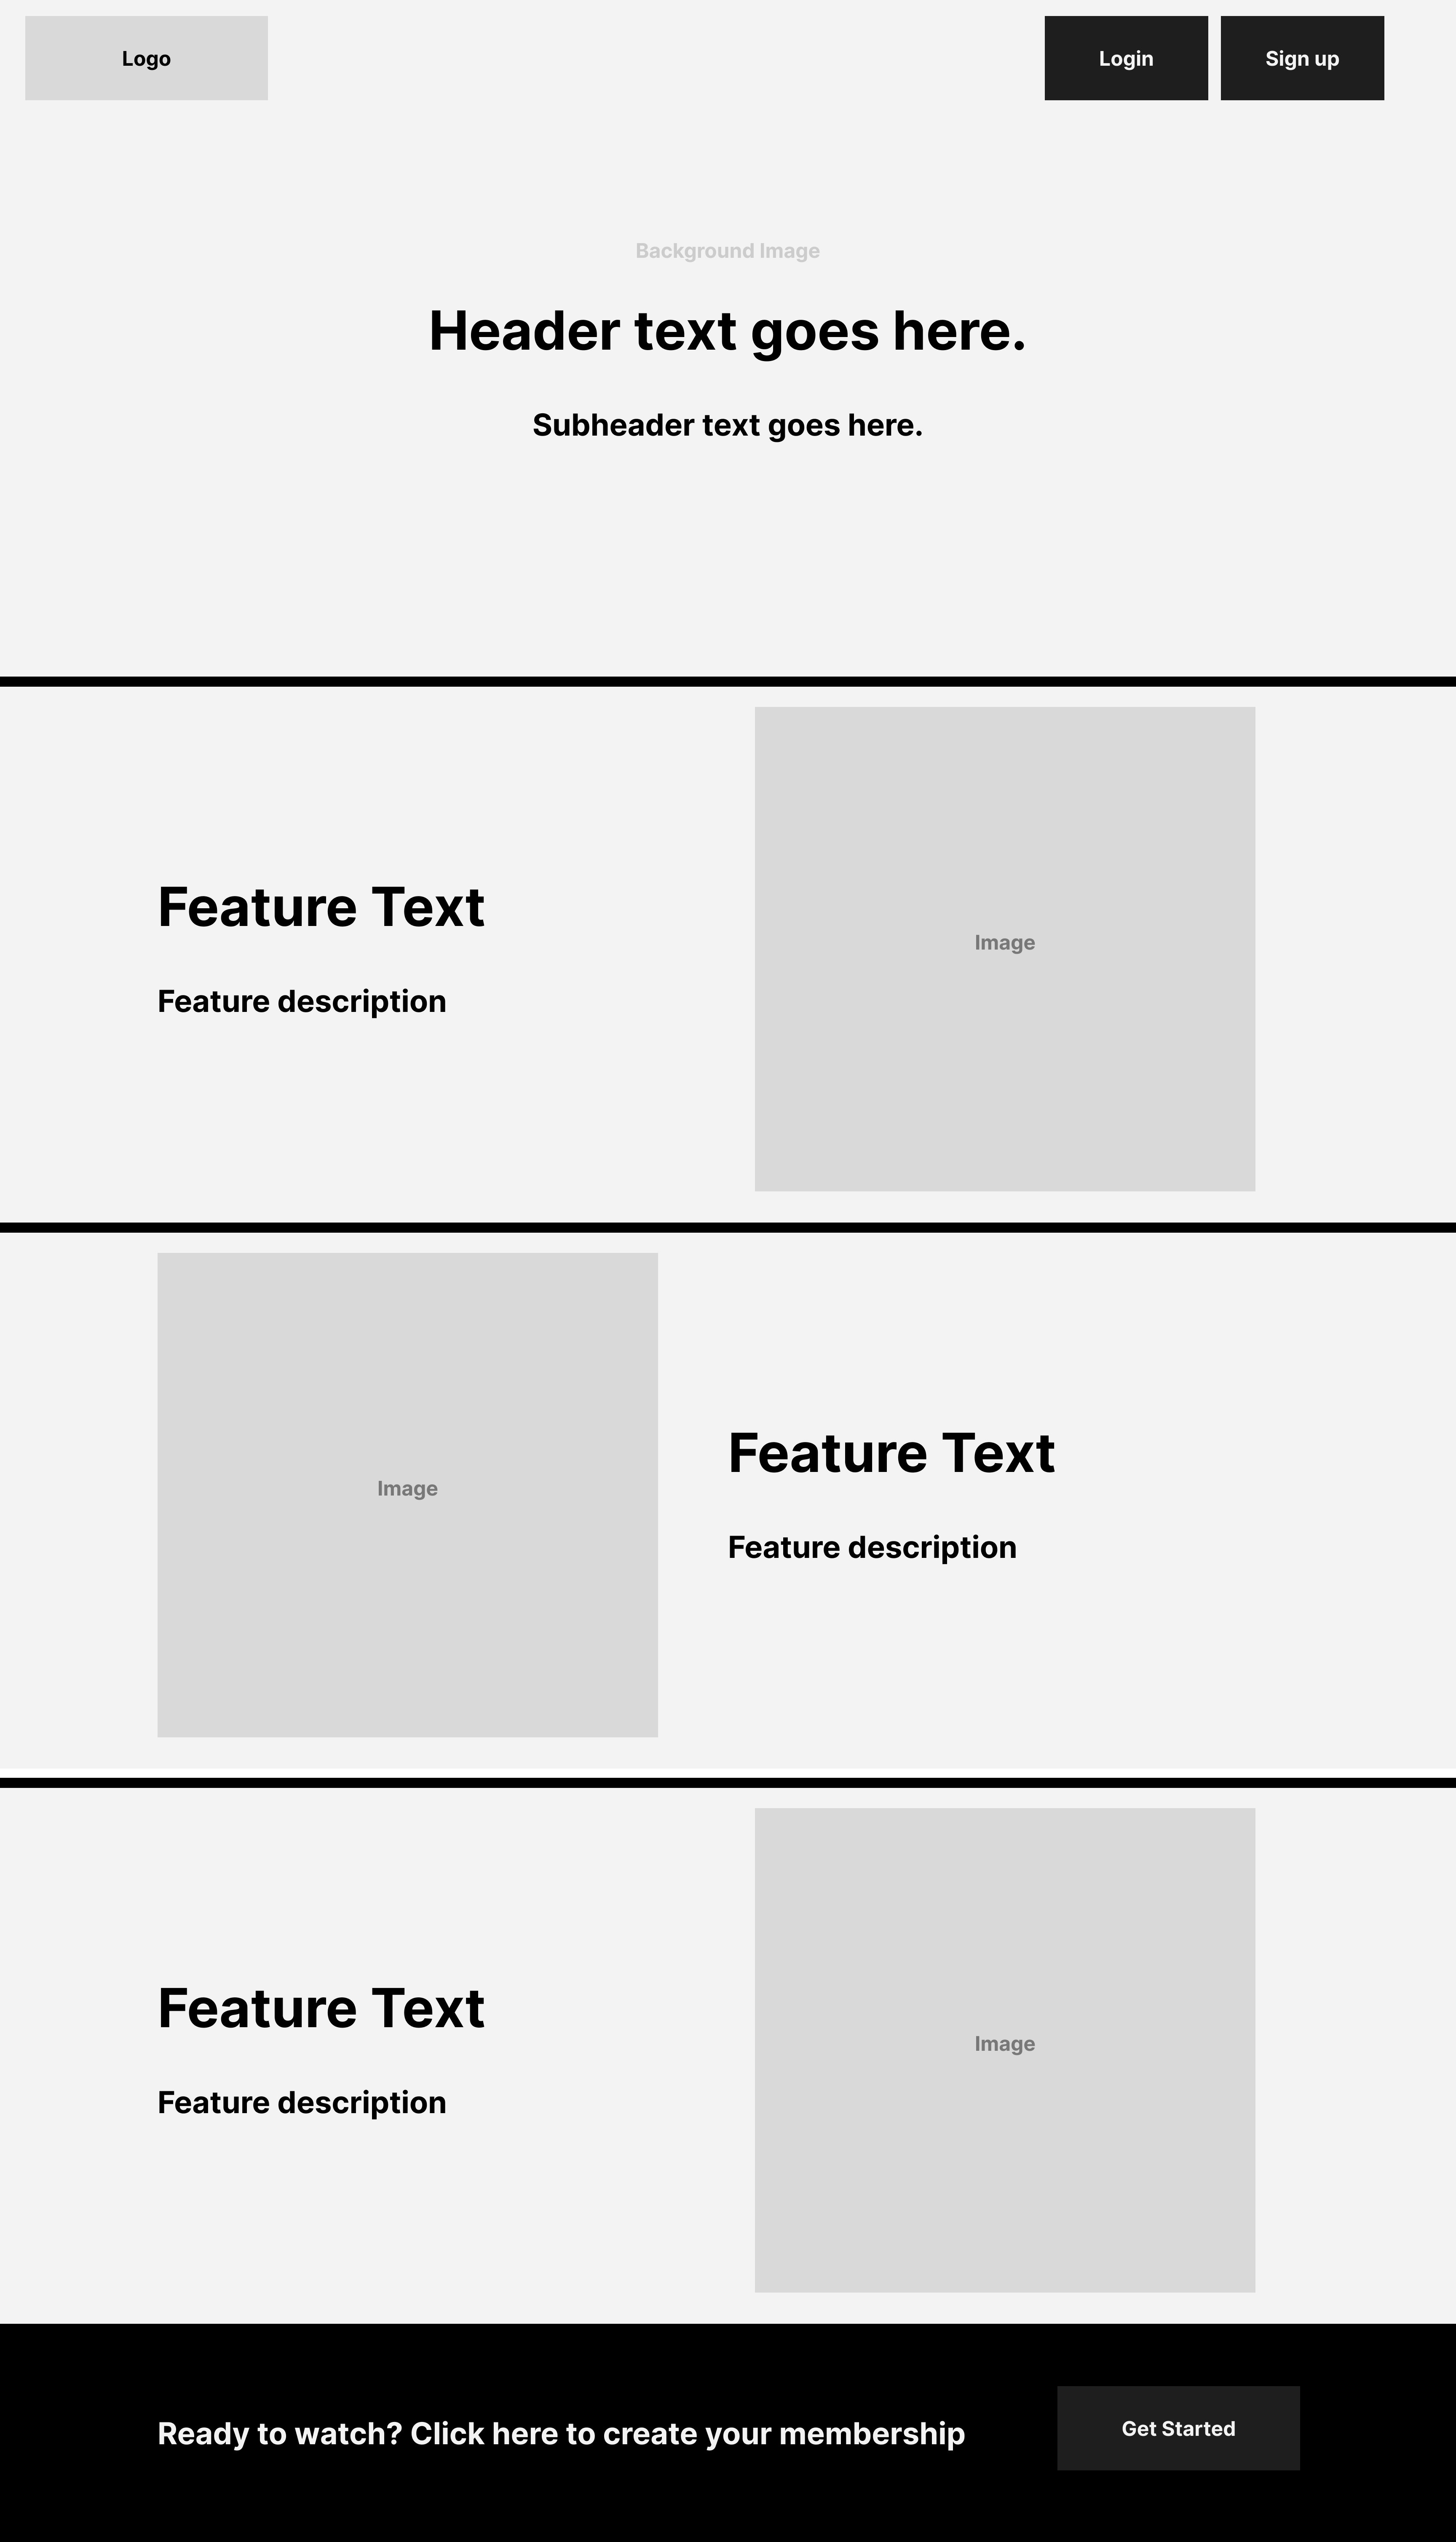 Logo
Login
Sign up
Background Image
Header text goes here.
Subheader text goes here.
Feature Text
Feature description
Image
Image
Feature Text
Feature description
Feature Text
Feature description
Image
Ready to watch? Click here to create your membership
Get Started